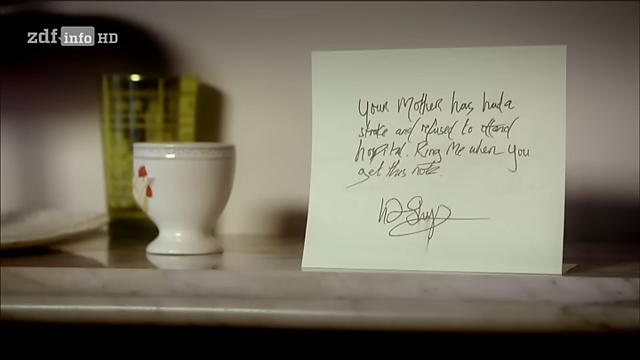 zdf.info HD
Your Mother has had a
stroke and refused to attend
hospital. Ring Me when you
get this note.